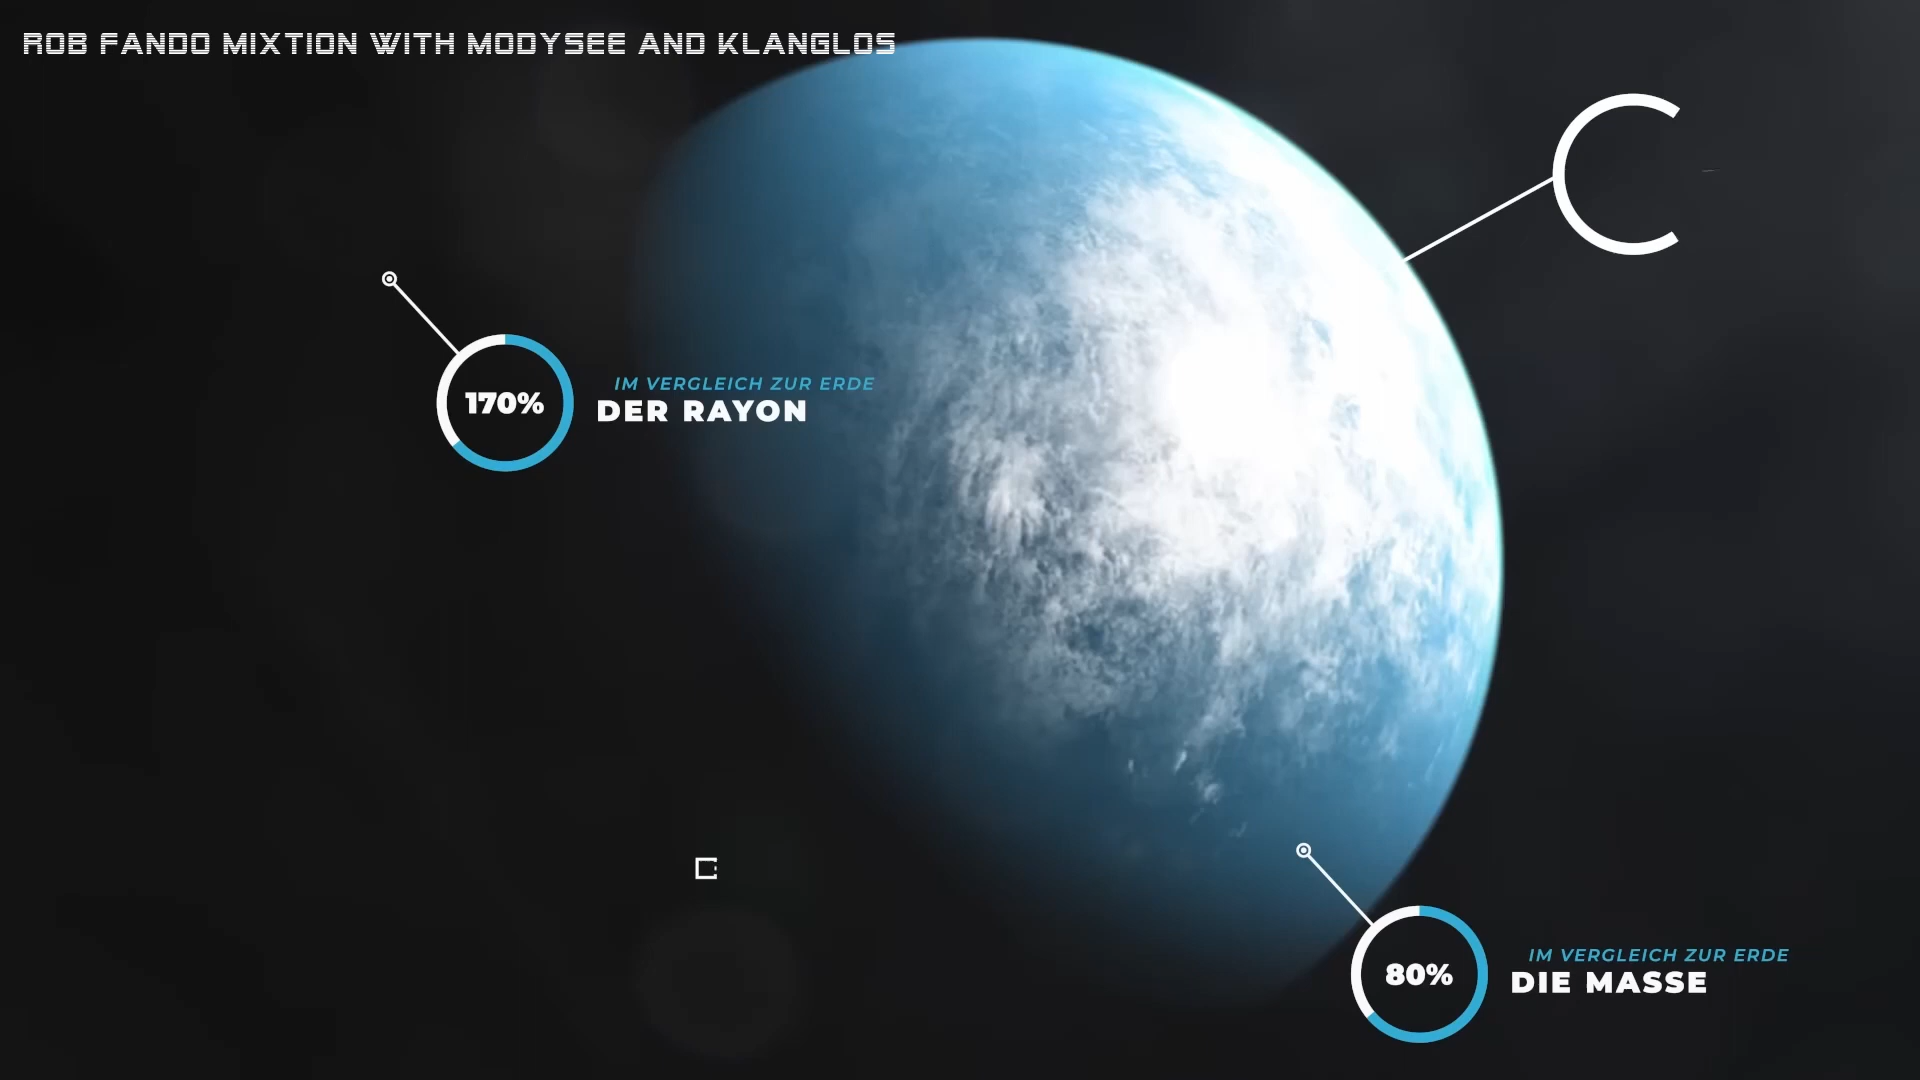 ROB FANDO MIXTION WITH MODYSEE AND KLANGLOS
170%
IM VERGLEICH ZUR ERDE
DER RAYON
80%
IM VERGLEICH ZUR ERDE
DIE MASSE